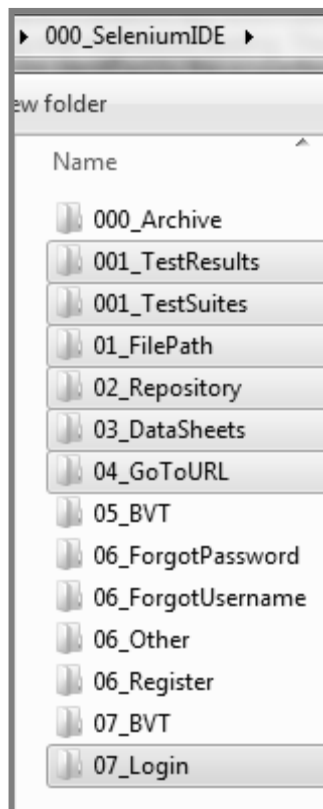 000_SeleniumIDE
ew folder
Name
000_Archive
001_TestResults
001_TestSuites
01_FilePath
02_Repository
03_DataSheets
04_GoToURL
05_BVT
06_ForgotPassword
06_ForgotUsername
06_Other
06_Register
07_BVT
07_Login